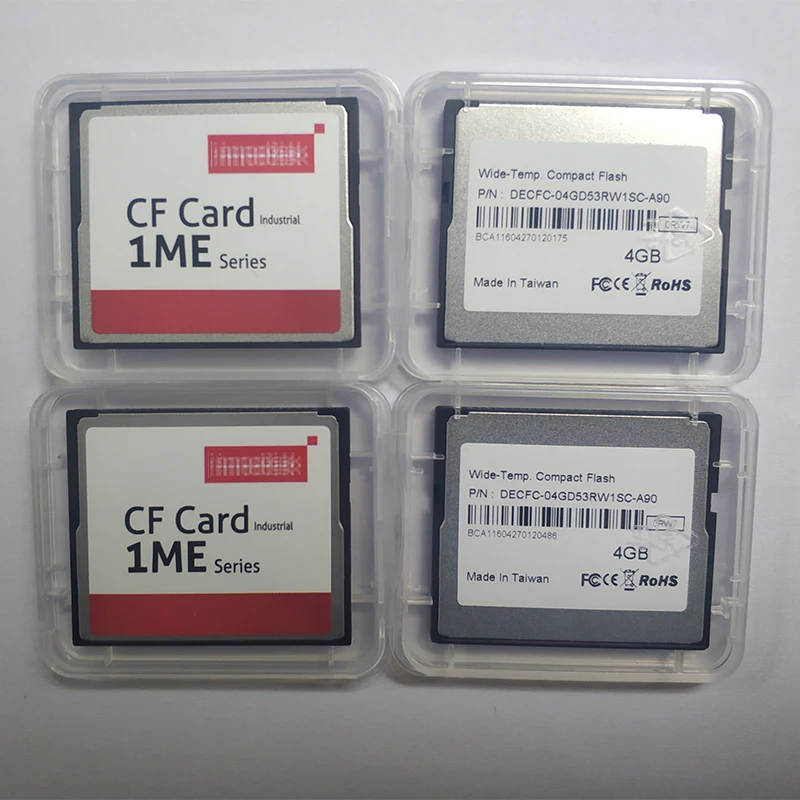 CF Card Industrial
1ME Series
Wide-Temp. Compact Flash
P/N : DECFC-04GD53RW1SC-A90
0RW7
BCA11604270120175
4GB
Made In Taiwan
FC CE RoHS
CF Card Industrial
1ME Series
Wide-Temp. Compact Flash
P/N : DECFC-04GD53RW1SC-A90
0RW7
BCA11604270120486
4GB
Made In Taiwan
FC CE RoHS